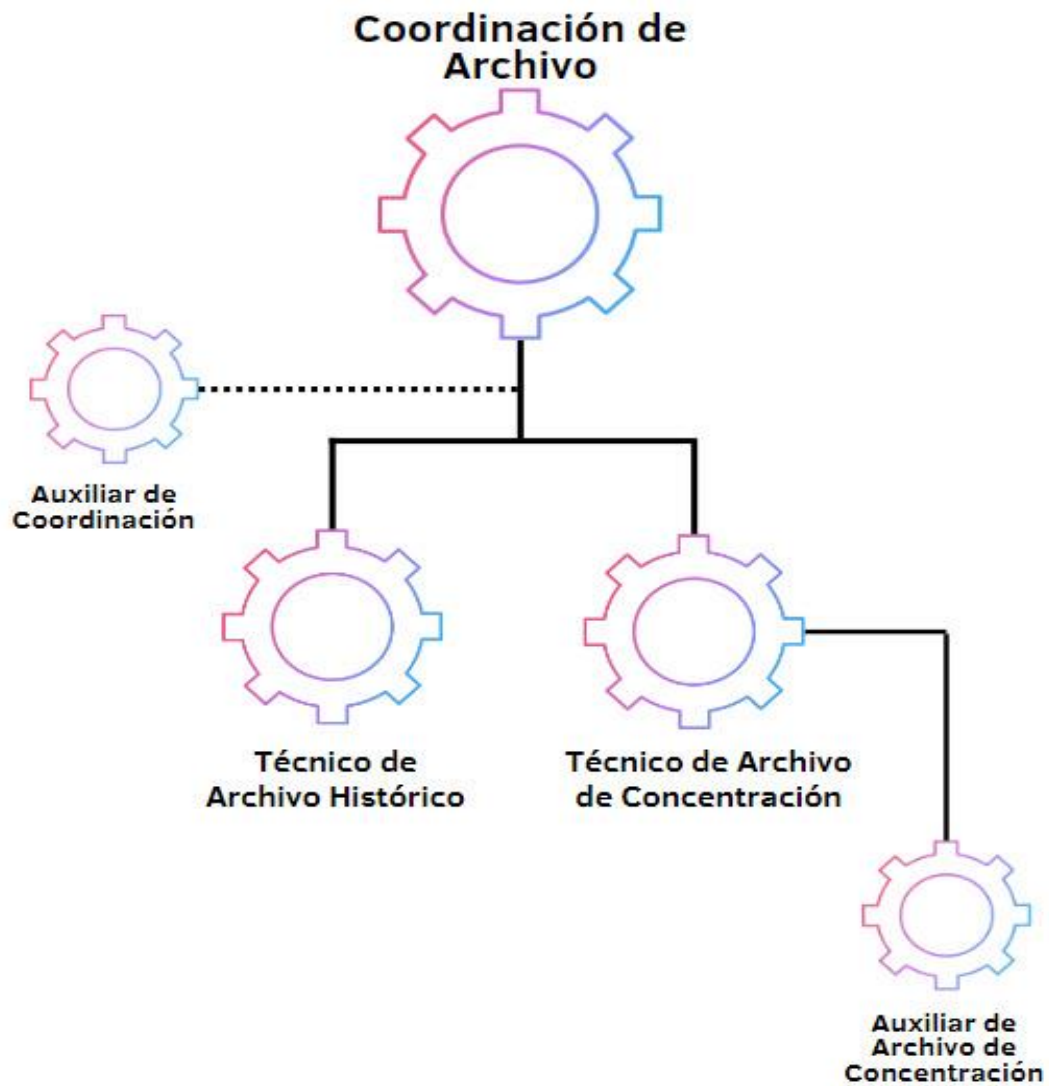 Coordinación de
Archivo
Auxiliar de
Coordinación
Técnico de
Archivo Histórico
Técnico de Archivo
de Concentración
Auxiliar de
Archivo de
Concentración